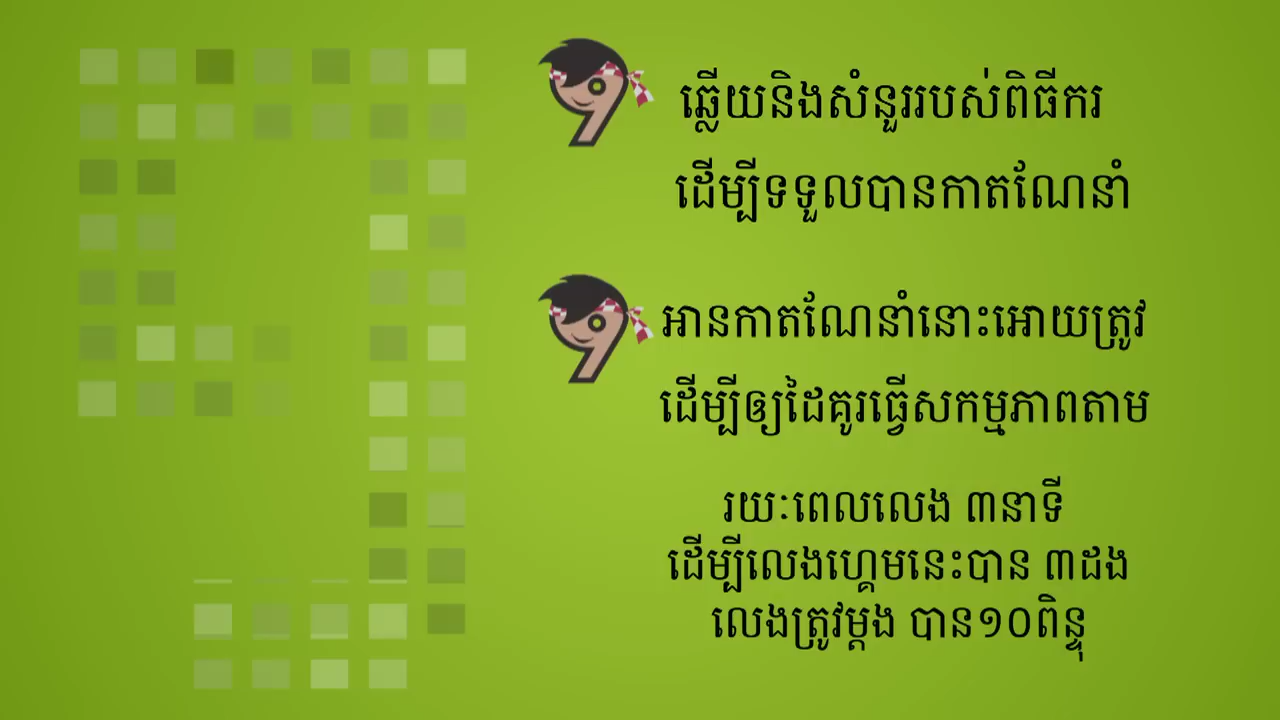 ឆ្លើយនិងសំនួររបស់ពិធីករ
ដើម្បីទទួលបានកាតណែនាំ
អានកាតណែនាំនោះអោយត្រូវ
ដើម្បីឲ្យដៃគូរធ្វើសកម្មភាពតាម
រយៈពេលលេង ៣នាទី
ដើម្បីលេងហ្គេមនេះបាន ៣ដង
លេងត្រូវម្តង បាន១០ពិន្ទុ